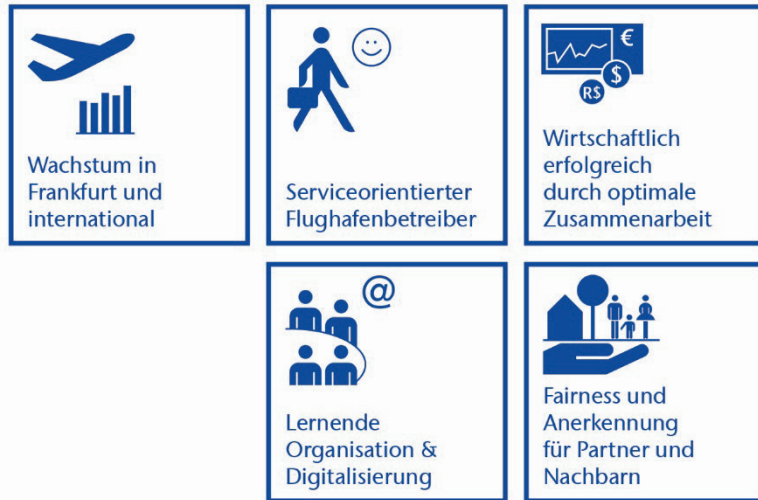 Wachstum in
Frankfurt und
international
Serviceorientierter
Flughafenbetreiber
€
$
R$
Wirtschaftlich
erfolgreich
durch optimale
Zusammenarbeit
@
Lernende
Organisation &
Digitalisierung
Fairness und
Anerkennung
für Partner und
Nachbarn